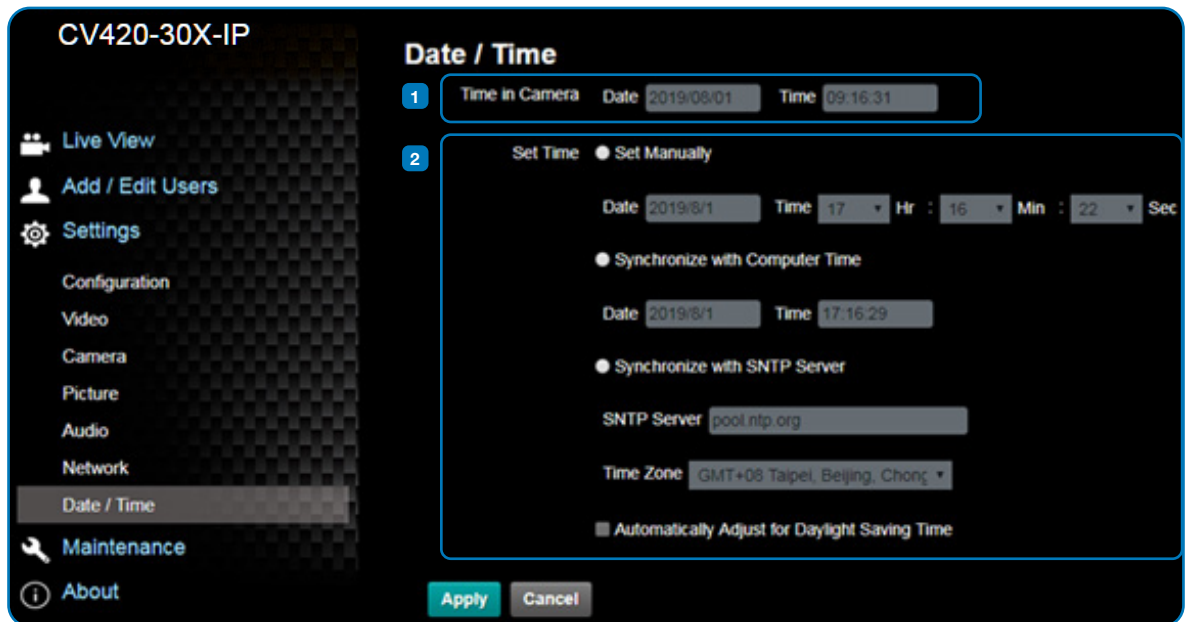 CV420-30X-IP
Live View
Add / Edit Users
Settings
Configuration
Video
Camera
Picture
Audio
Network
Date / Time
Maintenance
About
Date / Time
1 Time in Camera Date 2019/08/01 Time 09:16:31
2 Set Time Set Manually
Date 2019/8/1 Time 17 Hr : 16 Min : 22 Sec
Synchronize with Computer Time
Date 2019/8/1 Time 17:16:29
Synchronize with SNTP Server
SNTP Server pool.ntp.org
Time Zone GMT+08 Taipei, Beijing, Chong
Automatically Adjust for Daylight Saving Time
Apply Cancel